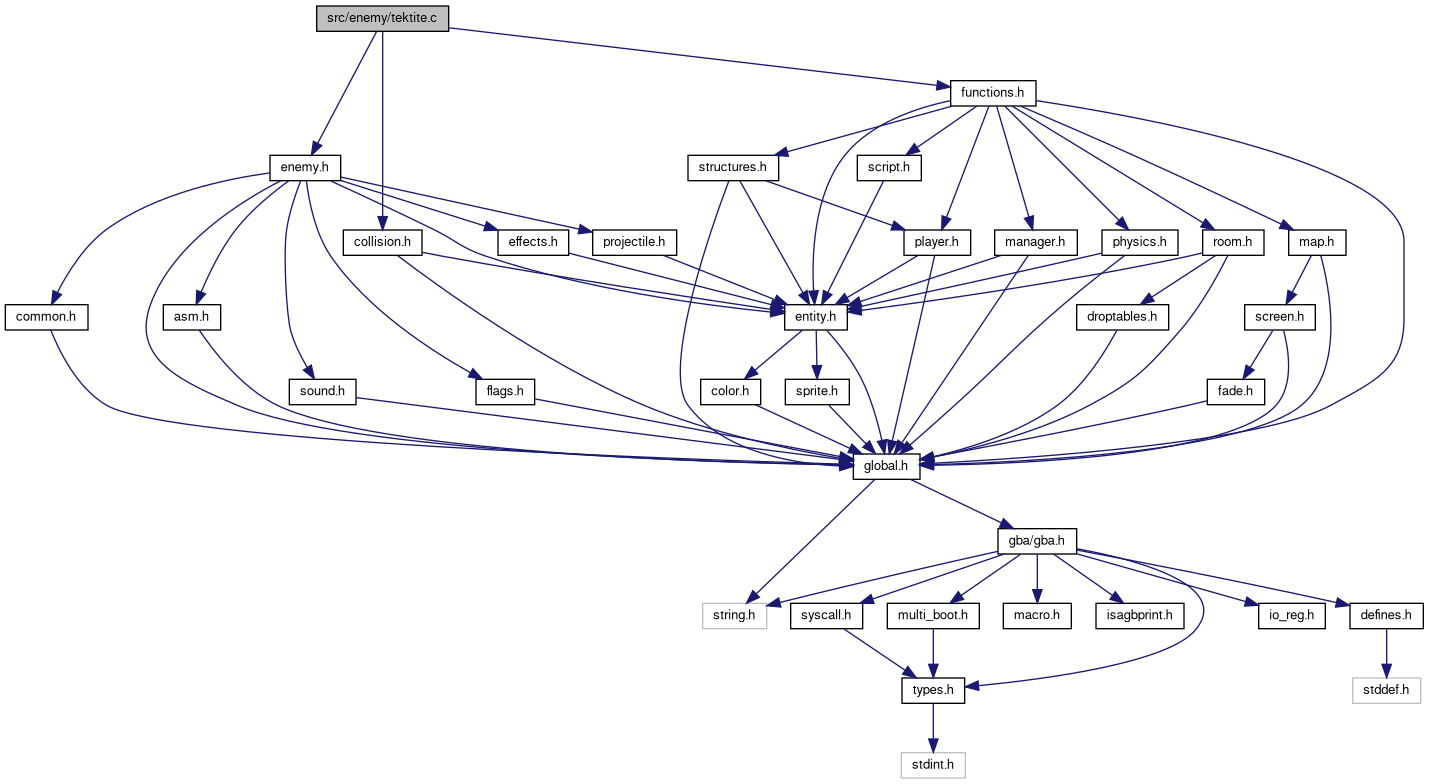 src/enemy/tektite.c
functions.h
enemy.h
structures.h
script.h
collision.h
effects.h
projectile.h
player.h
manager.h
physics.h
room.h
map.h
common.h
asm.h
entity.h
droptables.h
screen.h
sound.h
flags.h
color.h
sprite.h
fade.h
global.h
gba/gba.h
string.h
syscall.h
multi_boot.h
macro.h
isagbprint.h
io_reg.h
defines.h
types.h
stddef.h
stdint.h